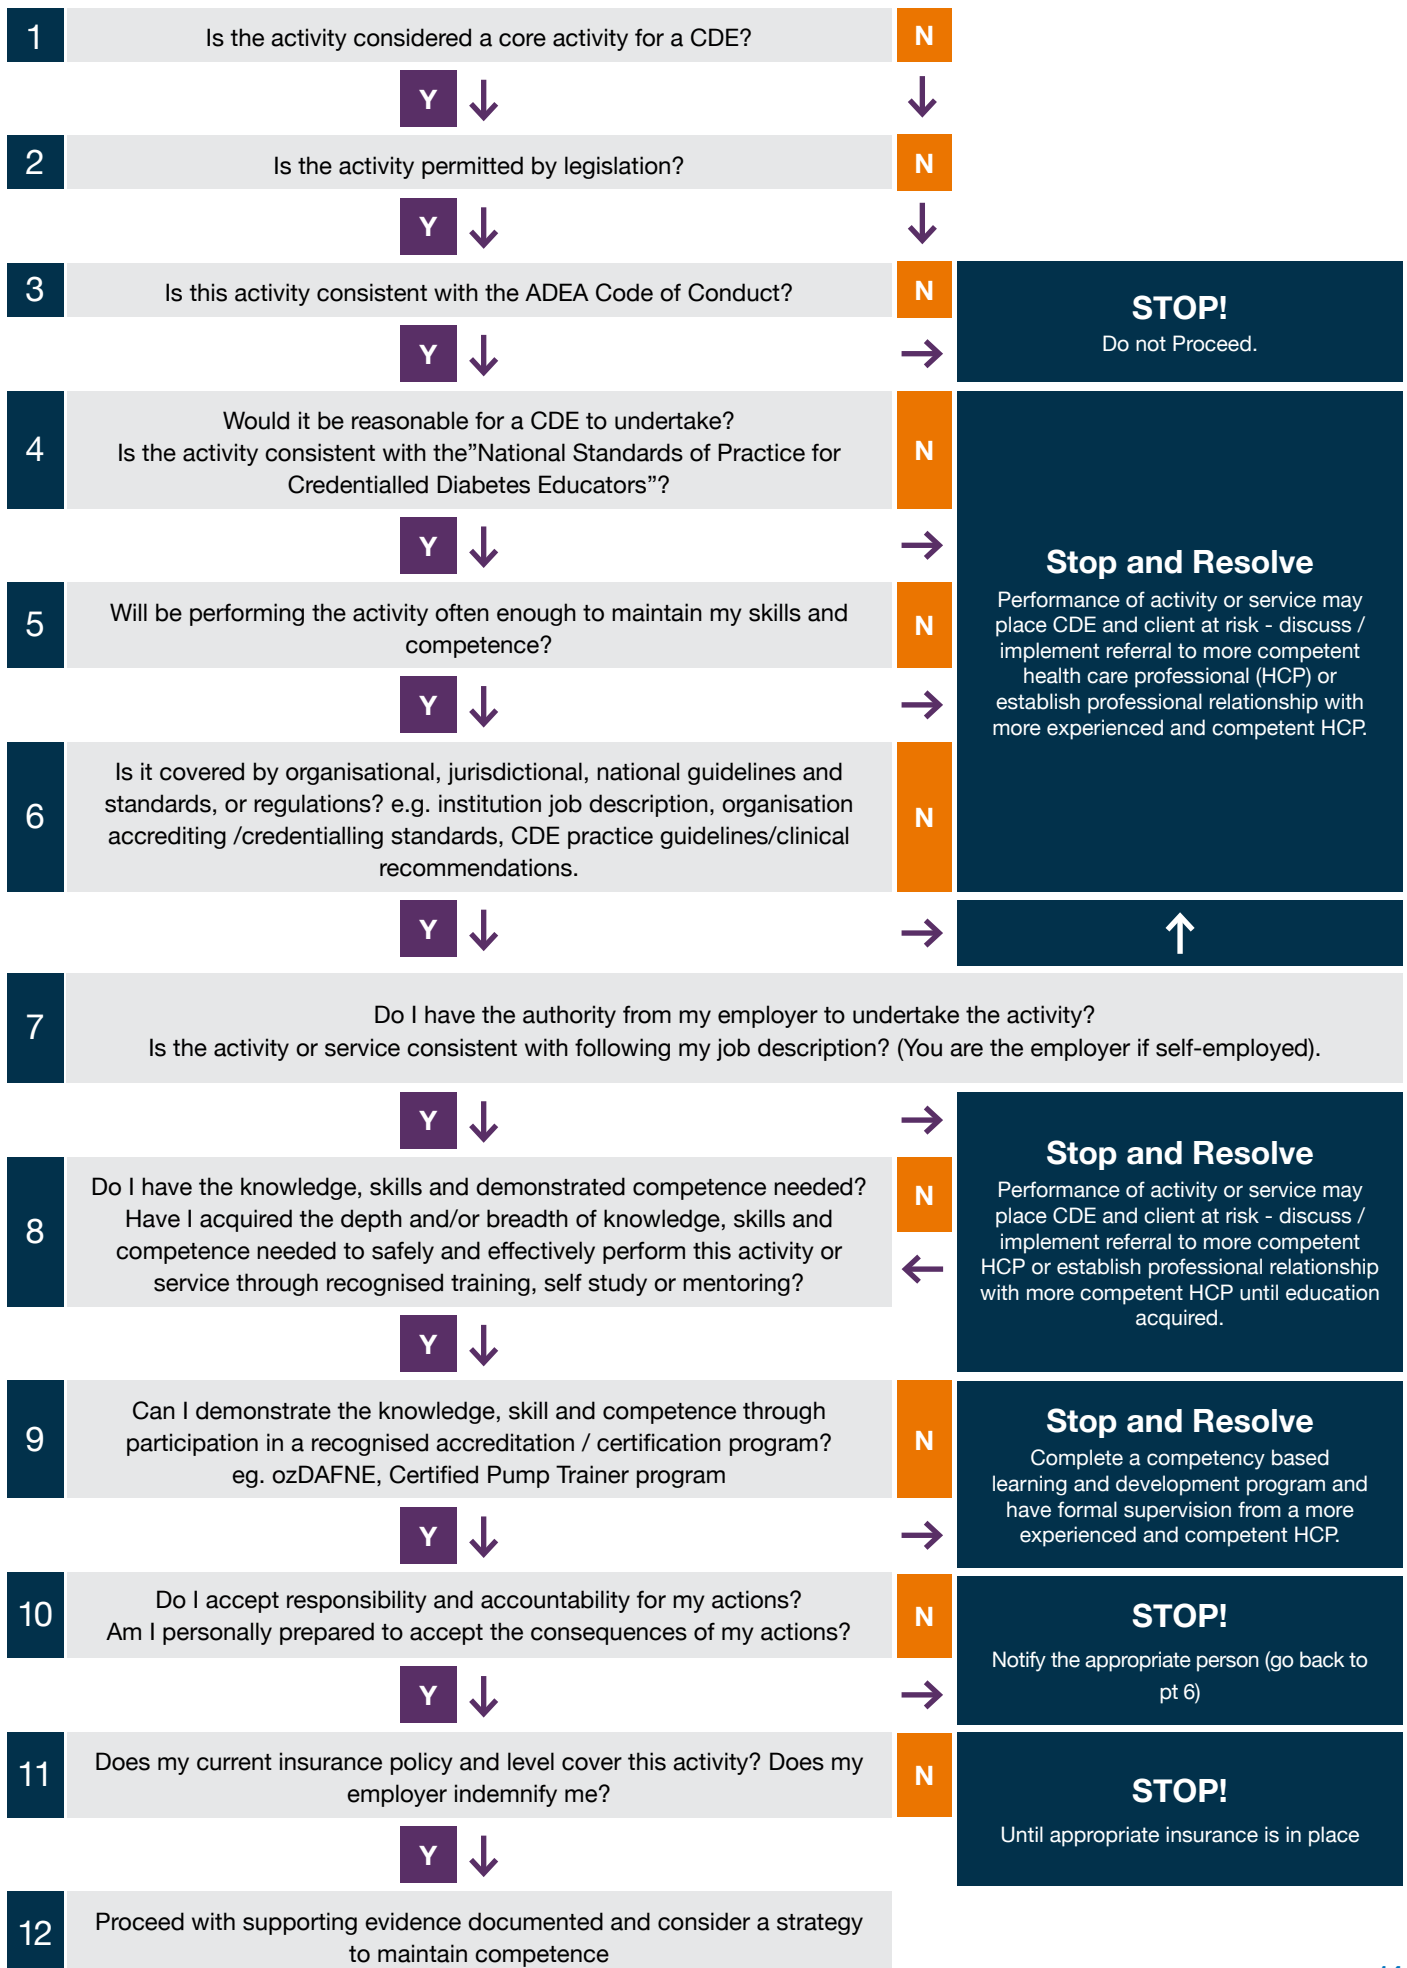 1
Is the activity considered a core activity for a CDE?
N
Y
2
Is the activity permitted by legislation?
N
Y
3
Is this activity consistent with the ADEA Code of Conduct?
N
STOP!
Do not Proceed.
Y
4
Would it be reasonable for a CDE to undertake?
Is the activity consistent with the”National Standards of Practice for
Credentialled Diabetes Educators”?
N
Y
Stop and Resolve
Performance of activity or service may
place CDE and client at risk - discuss /
implement referral to more competent
health care professional (HCP) or
establish professional relationship with
more experienced and competent HCP.
5
Will be performing the activity often enough to maintain my skills and
competence?
N
Y
6
Is it covered by organisational, jurisdictional, national guidelines and
standards, or regulations? e.g. institution job description, organisation
accrediting /credentialling standards, CDE practice guidelines/clinical
recommendations.
N
Y
7
Do I have the authority from my employer to undertake the activity?
Is the activity or service consistent with following my job description? (You are the employer if self-employed).
Y
Stop and Resolve
Performance of activity or service may
place CDE and client at risk - discuss /
implement referral to more competent
HCP or establish professional relationship
with more competent HCP until education
acquired.
8
Do I have the knowledge, skills and demonstrated competence needed?
Have I acquired the depth and/or breadth of knowledge, skills and
competence needed to safely and effectively perform this activity or
service through recognised training, self study or mentoring?
N
Y
9
Can I demonstrate the knowledge, skill and competence through
participation in a recognised accreditation / certification program?
eg. ozDAFNE, Certified Pump Trainer program
N
Stop and Resolve
Complete a competency based
learning and development program and
have formal supervision from a more
experienced and competent HCP.
Y
10
Do I accept responsibility and accountability for my actions?
Am I personally prepared to accept the consequences of my actions?
N
STOP!
Notify the appropriate person (go back to
pt 6)
Y
11
Does my current insurance policy and level cover this activity? Does my
employer indemnify me?
N
STOP!
Until appropriate insurance is in place
Y
12
Proceed with supporting evidence documented and consider a strategy
to maintain competence